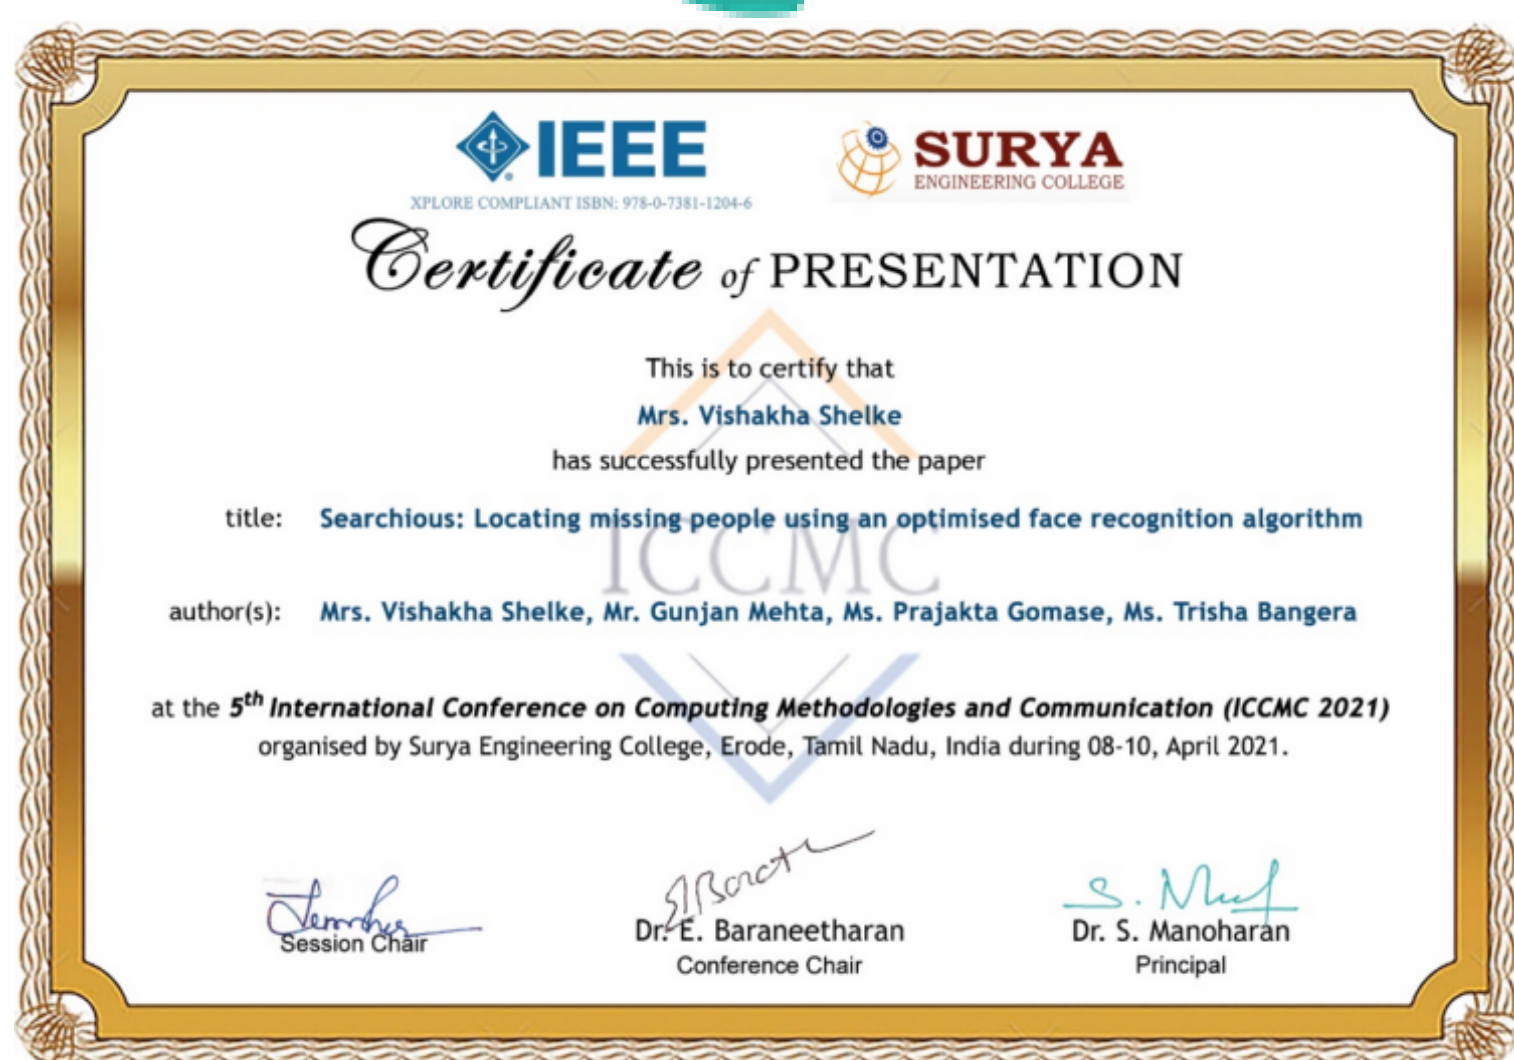 IEEE
SURYA
ENGINEERING COLLEGE
XPLORE COMPLIANT ISBN: 978-0-7381-1204-6
Certificate of PRESENTATION
This is to certify that
Mrs. Vishakha Shelke
has successfully presented the paper
title: Searchious: Locating missing people using an optimised face recognition algorithm
ICCMC
author(s): Mrs. Vishakha Shelke, Mr. Gunjan Mehta, Ms. Prajakta Gomase, Ms. Trisha Bangera
at the 5th International Conference on Computing Methodologies and Communication (ICCMC 2021)
organised by Surya Engineering College, Erode, Tamil Nadu, India during 08-10, April 2021.
Session Chair
Dr. E. Baraneetharan
Conference Chair
Dr. S. Manoharan
Principal